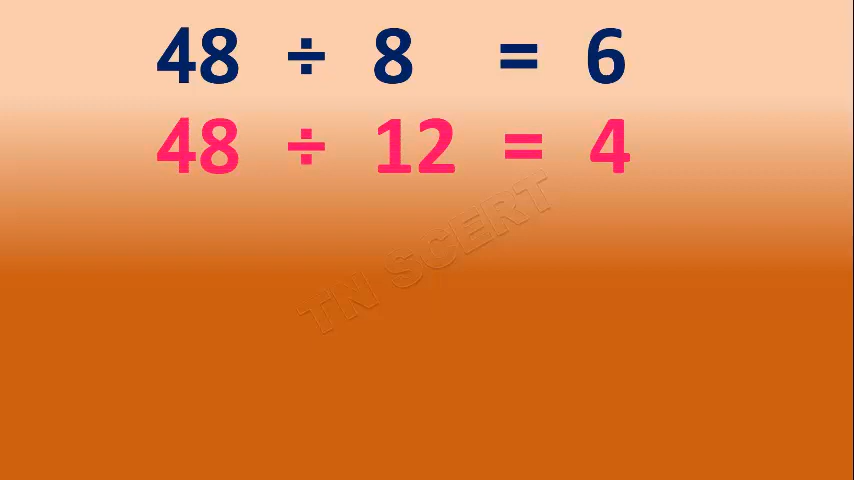 48 ÷ 8 = 6
48 ÷ 12 = 4
TN SCERT